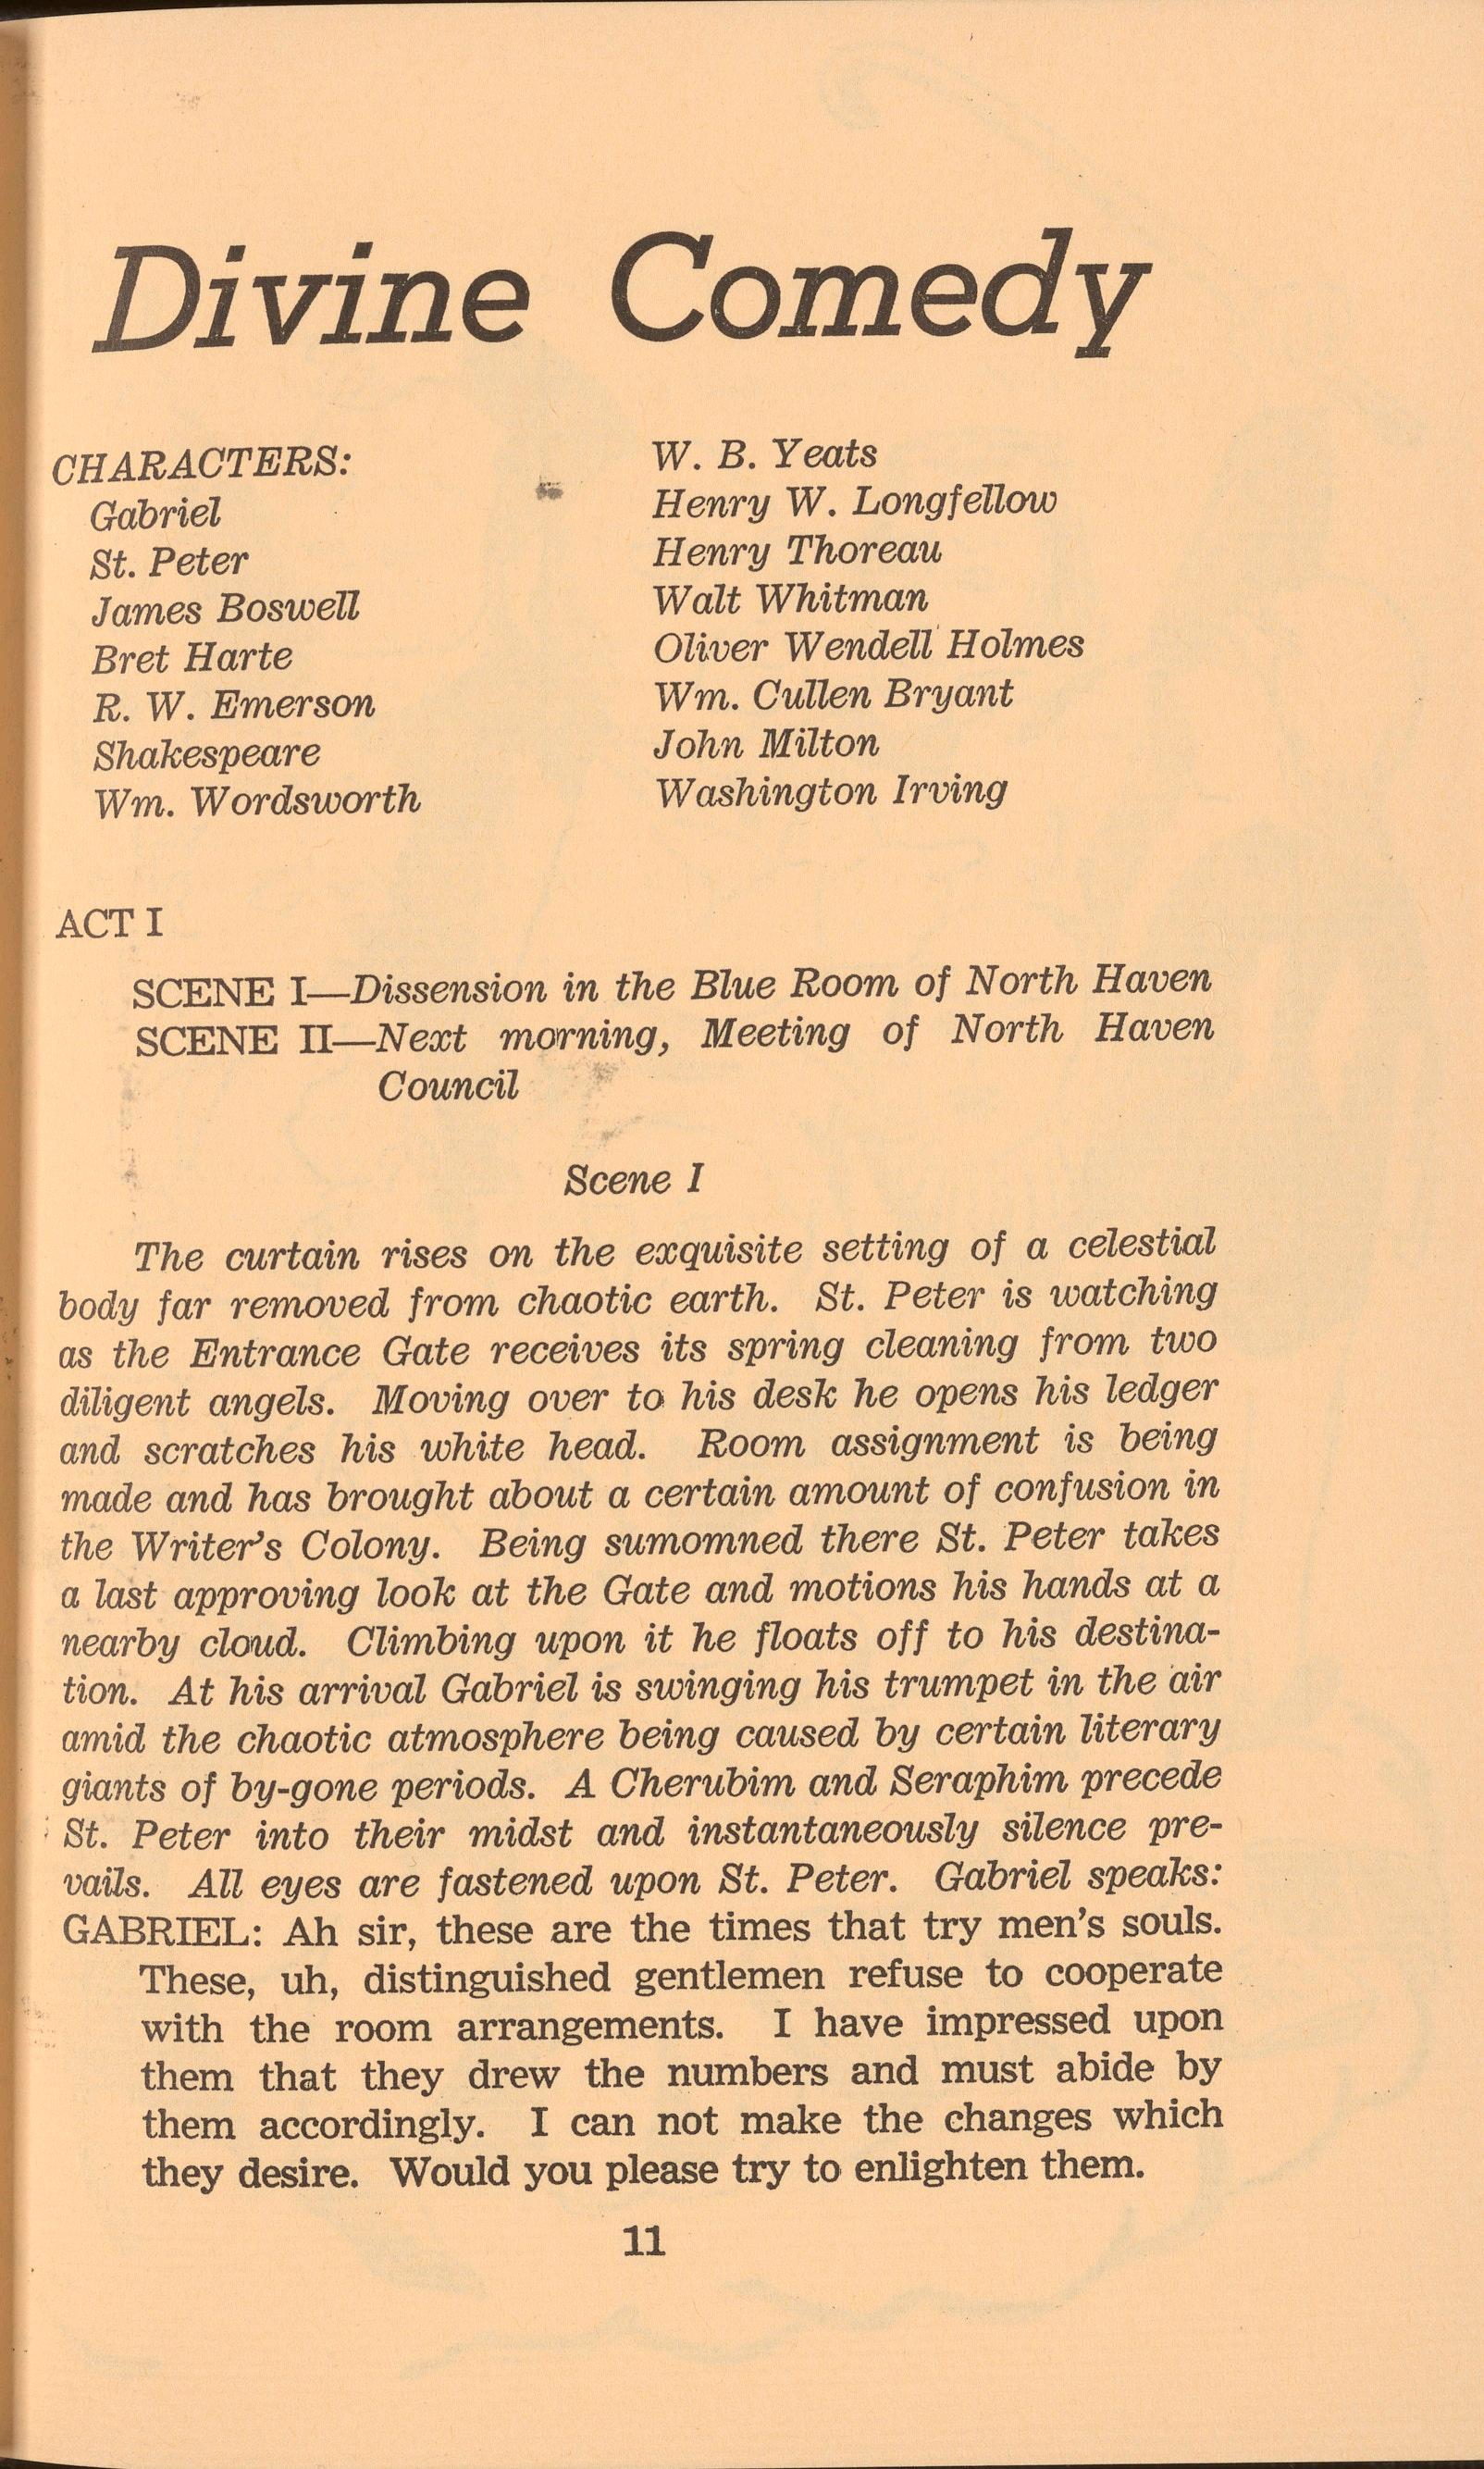 Divine Comedy
CHARACTERS:
Gabriel
St. Peter
James Boswell
Bret Harte
R. W. Emerson
Shakespeare
Wm. Wordsworth
W. B. Yeats
Henry W. Longfellow
Henry Thoreau
Walt Whitman
Oliver Wendell Holmes
Wm. Cullen Bryant
John Milton
Washington Irving
ACT I
SCENE I—Dissension in the Blue Room of North Haven
SCENE II—Next morning, Meeting of North Haven
Council
Scene I
The curtain rises on the exquisite setting of a celestial
body far removed from chaotic earth. St. Peter is watching
as the Entrance Gate receives its spring cleaning from two
diligent angels. Moving over to his desk he opens his ledger
and scratches his white head. Room assignment is being
made and has brought about a certain amount of confusion in
the Writer's Colony. Being sumomned there St. Peter takes
a last approving look at the Gate and motions his hands at a
nearby cloud. Climbing upon it he floats off to his destina-
tion. At his arrival Gabriel is swinging his trumpet in the air
amid the chaotic atmosphere being caused by certain literary
giants of by-gone periods. A Cherubim and Seraphim precede
St. Peter into their midst and instantaneously silence pre-
vails. All eyes are fastened upon St. Peter. Gabriel speaks:
GABRIEL: Ah sir, these are the times that try men's souls.
These, uh, distinguished gentlemen refuse to cooperate
with the room arrangements. I have impressed upon
them that they drew the numbers and must abide by
them accordingly. I can not make the changes which
they desire. Would you please try to enlighten them.
11